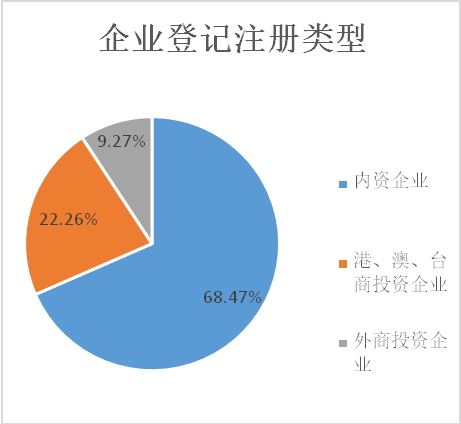 企业登记注册类型
9.27%
22.26%
68.47%
内资企业
港、澳、台
商投资企业
外商投资企
业